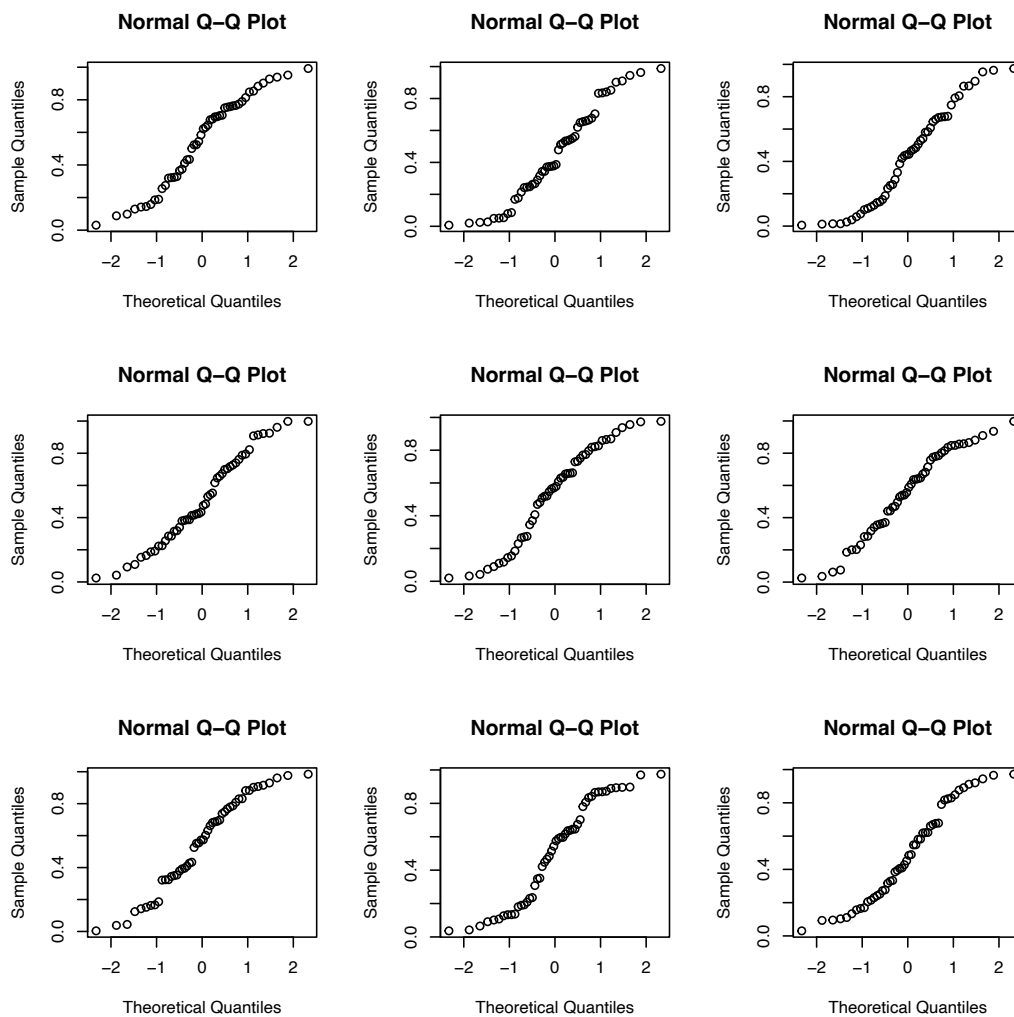 Normal Q–Q Plot
Sample Quantiles
0.0 0.4 0.8
−2 −1 0 1 2
Theoretical Quantiles
Normal Q–Q Plot
Sample Quantiles
0.0 0.4 0.8
−2 −1 0 1 2
Theoretical Quantiles
Normal Q–Q Plot
Sample Quantiles
0.0 0.4 0.8
−2 −1 0 1 2
Theoretical Quantiles
Normal Q–Q Plot
Sample Quantiles
0.0 0.4 0.8
−2 −1 0 1 2
Theoretical Quantiles
Normal Q–Q Plot
Sample Quantiles
0.0 0.4 0.8
−2 −1 0 1 2
Theoretical Quantiles
Normal Q–Q Plot
Sample Quantiles
0.0 0.4 0.8
−2 −1 0 1 2
Theoretical Quantiles
Normal Q–Q Plot
Sample Quantiles
0.0 0.4 0.8
−2 −1 0 1 2
Theoretical Quantiles
Normal Q–Q Plot
Sample Quantiles
0.0 0.4 0.8
−2 −1 0 1 2
Theoretical Quantiles
Normal Q–Q Plot
Sample Quantiles
0.0 0.4 0.8
−2 −1 0 1 2
Theoretical Quantiles